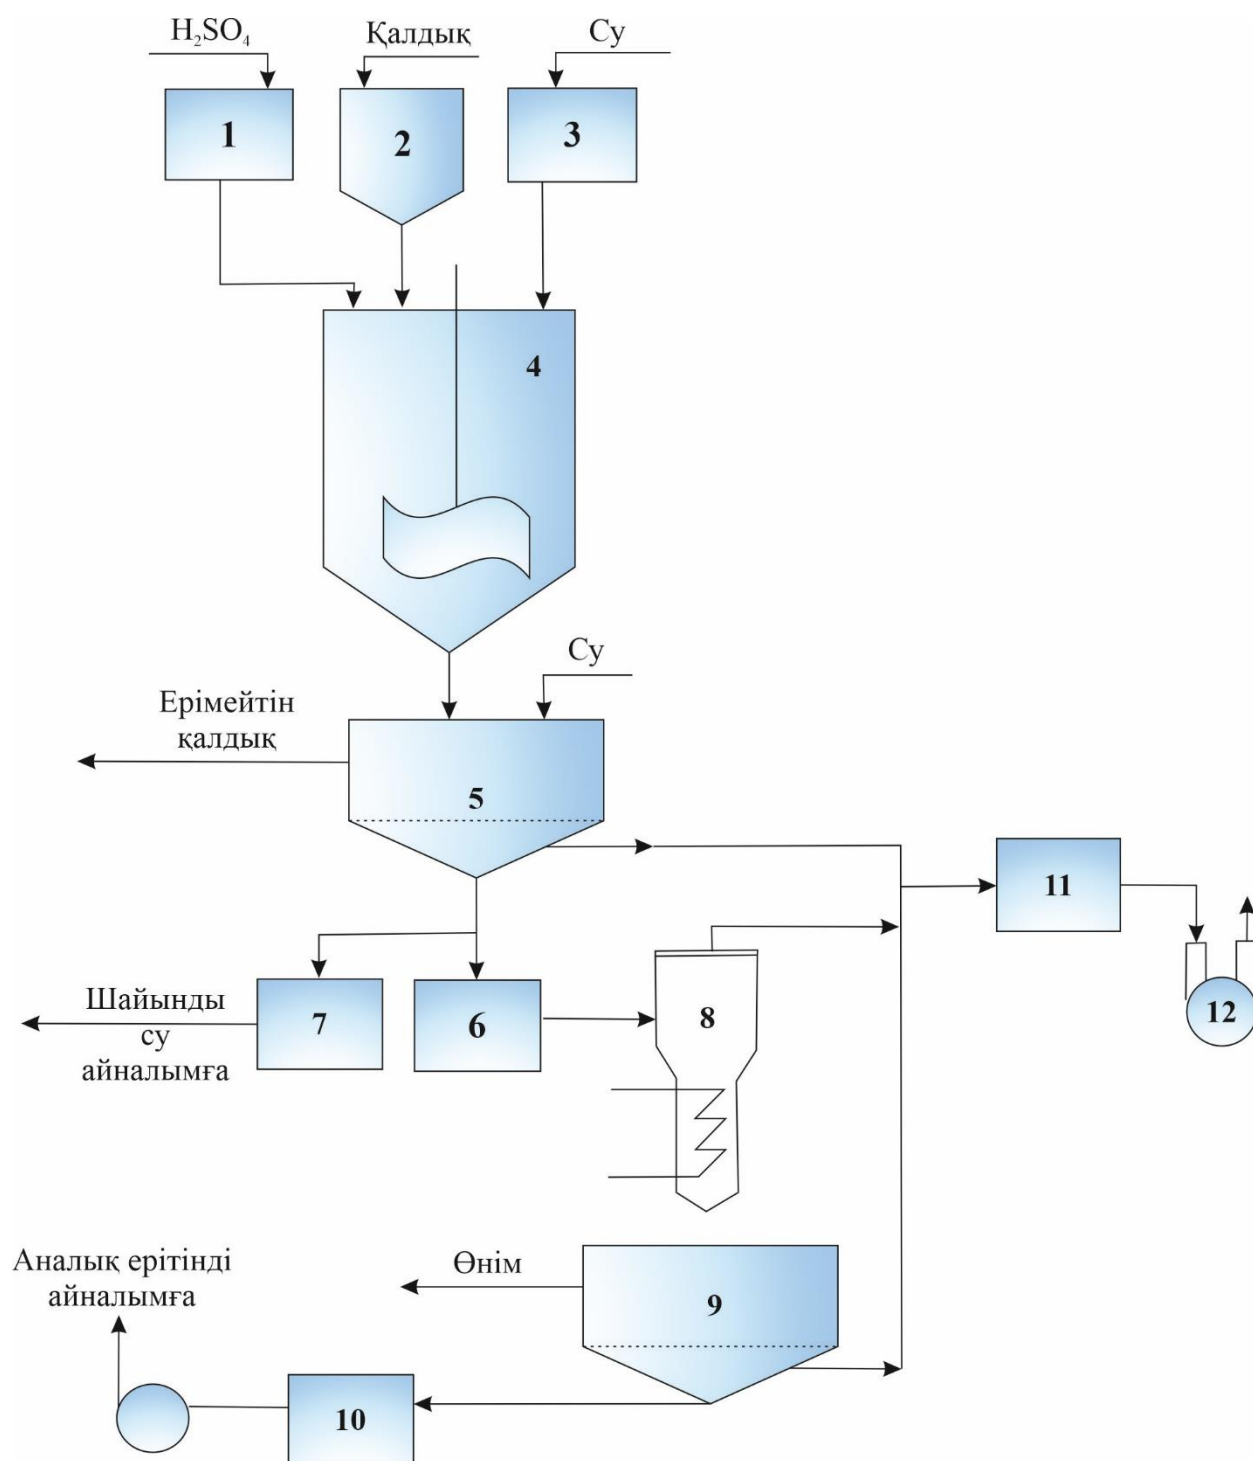 H₂SO₄
Қалдық
Су
1
2
3
4
Су
Ерімейтін
қалдық
5
11
Шайынды
су
айналымға
7
6
8
12
Аналық ерітінді
айналымға
Өнім
9
10